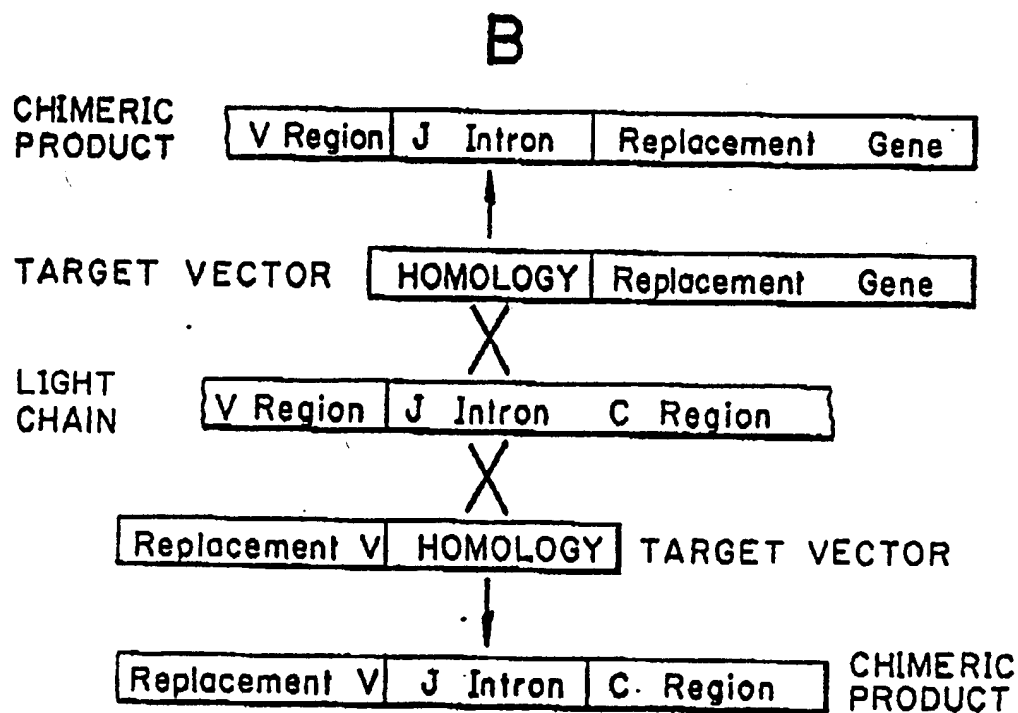 B
CHIMERIC
PRODUCT
V Region J Intron Replacement Gene
TARGET VECTOR
HOMOLOGY Replacement Gene
LIGHT
CHAIN
V Region J Intron C Region
Replacement V HOMOLOGY
TARGET VECTOR
Replacement V J Intron C. Region
CHIMERIC
PRODUCT